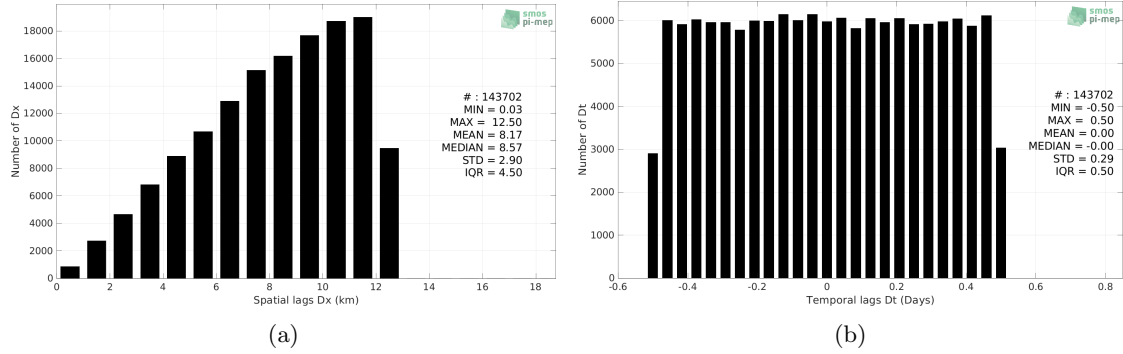 smos
pi-mep
18000
16000
14000
12000
10000
8000
6000
4000
2000
0
Number of Dx
# : 143702
MIN = 0.03
MAX = 12.50
MEAN = 8.17
MEDIAN = 8.57
STD = 2.90
IQR = 4.50
0 2 4 6 8 10 12 14 16 18
Spatial lags Dx (km)
(a)
smos
pi-mep
6000
5000
4000
3000
2000
1000
0
Number of Dt
# : 143702
MIN = -0.50
MAX = 0.50
MEAN = 0.00
MEDIAN = -0.00
STD = 0.29
IQR = 0.50
-0.6 -0.4 -0.2 0 0.2 0.4 0.6 0.8
Temporal lags Dt (Days)
(b)